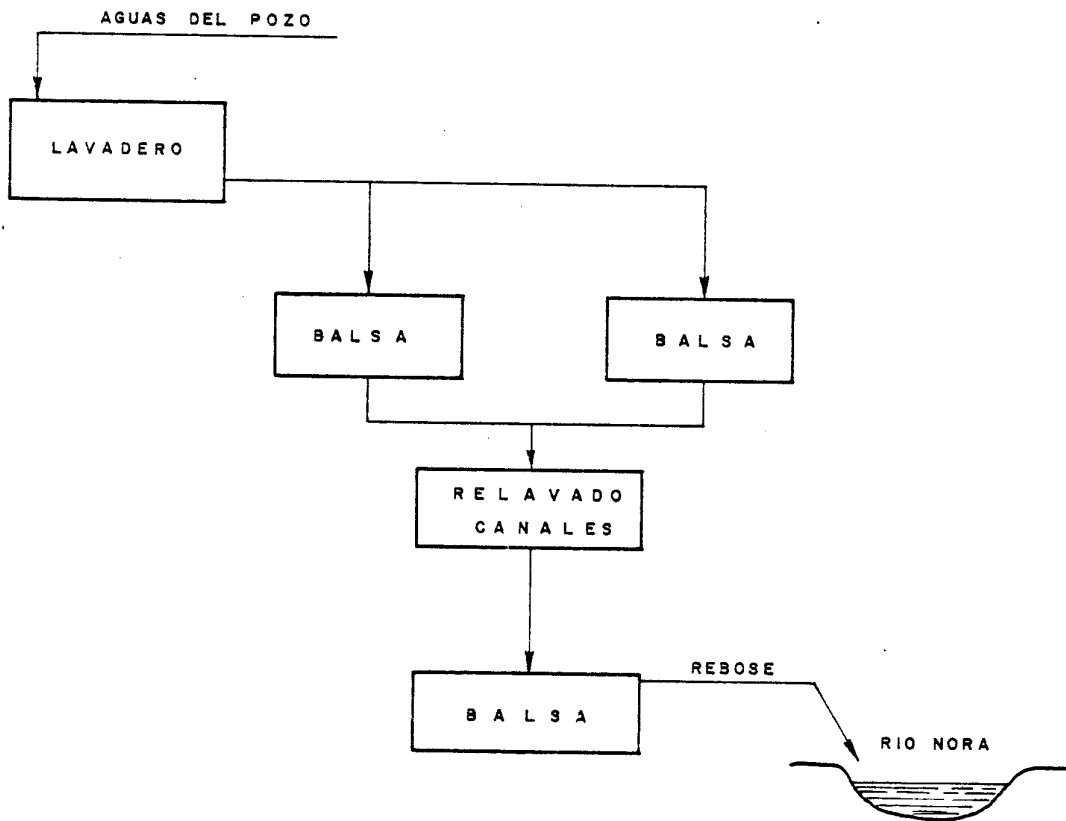 AGUAS DEL POZO
LAVADERO
BALSA
BALSA
RELAVADO
CANALES
BALSA
REBOSE
RIO NORA